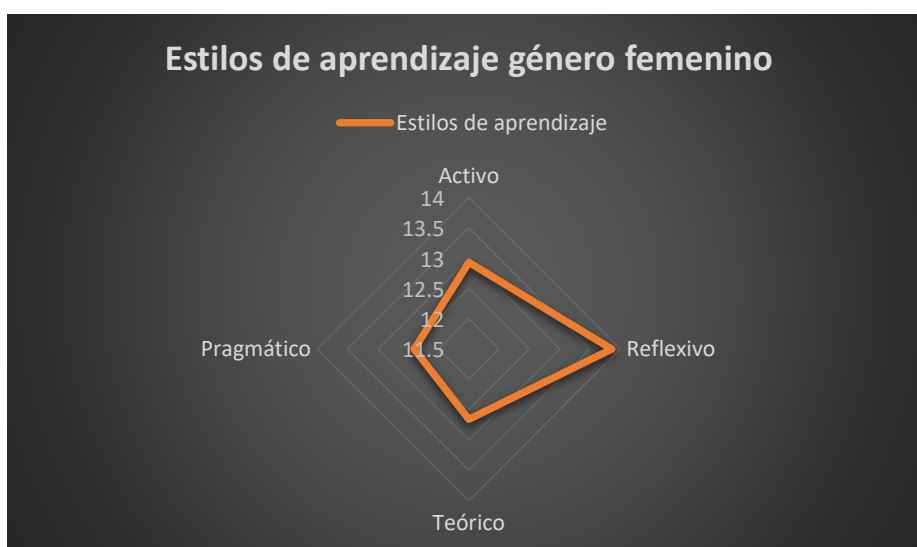 Estilos de aprendizaje género femenino
Estilos de aprendizaje
Activo
14
13.5
13
12.5
12
11.5
Pragmático
Reflexivo
Teórico